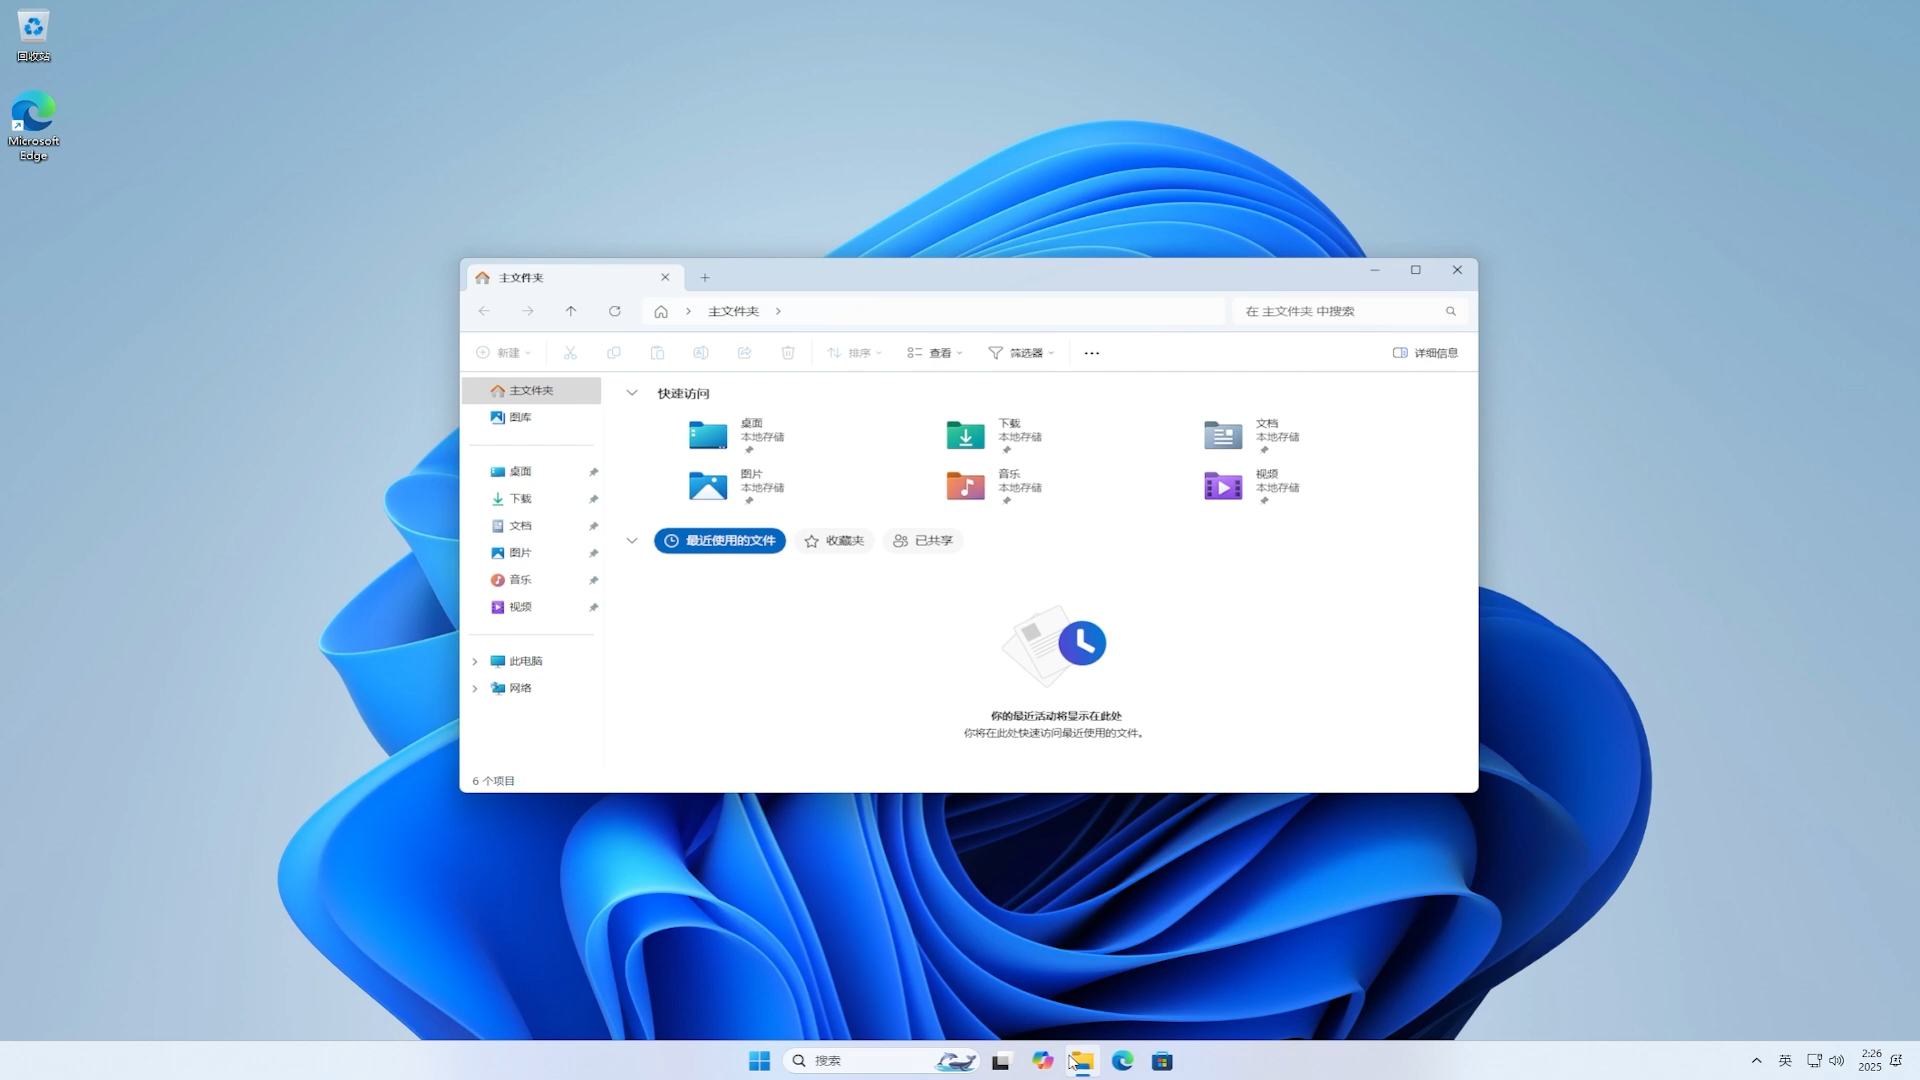 回收站
Microsoft
Edge
主文件夹
主文件夹
在 主文件夹 中搜索
新建
排序
查看
筛选器
详细信息
主文件夹
图库
桌面
下载
文档
图片
音乐
视频
此电脑
网络
快速访问
桌面
本地存储
下载
本地存储
文档
本地存储
图片
本地存储
音乐
本地存储
视频
本地存储
最近使用的文件
收藏夹
已共享
你的最近活动将显示在此处
你将在此处快速访问最近使用的文件。
6 个项目
搜索
英
2:26
2025